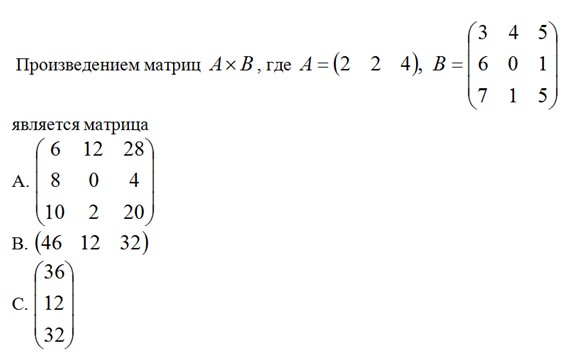 Произведением матриц A × B, где A = (2 2 4), B = (3 4 5
6 0 1
7 1 5)
является матрица
А. (6 12 28
8 0 4
10 2 20)
В. (46 12 32)
С. (36
12
32)